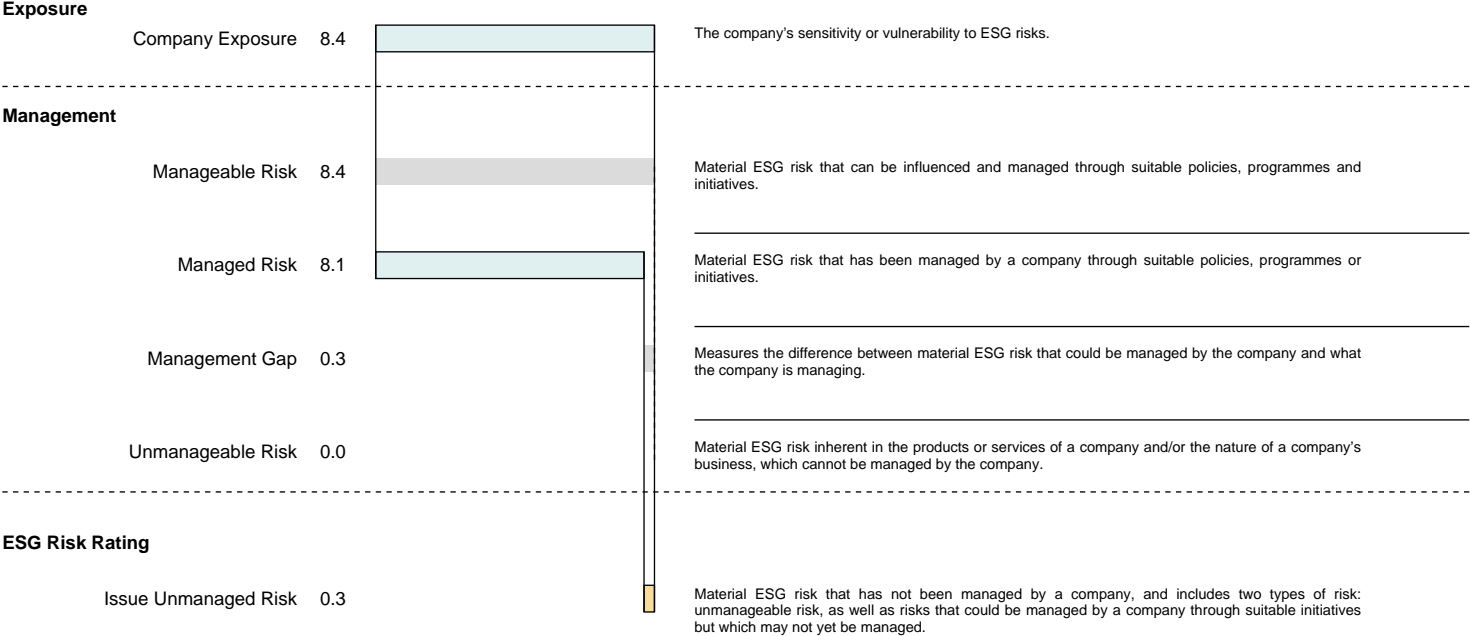 Exposure
Company Exposure 8.4
The company’s sensitivity or vulnerability to ESG risks.
Management
Manageable Risk 8.4
Material ESG risk that can be influenced and managed through suitable policies, programmes and
initiatives.
Managed Risk 8.1
Material ESG risk that has been managed by a company through suitable policies, programmes or
initiatives.
Management Gap 0.3
Measures the difference between material ESG risk that could be managed by the company and what
the company is managing.
Unmanageable Risk 0.0
Material ESG risk inherent in the products or services of a company and/or the nature of a company’s
business, which cannot be managed by the company.
ESG Risk Rating
Issue Unmanaged Risk 0.3
Material ESG risk that has not been managed by a company, and includes two types of risk:
unmanageable risk, as well as risks that could be managed by a company through suitable initiatives
but which may not yet be managed.